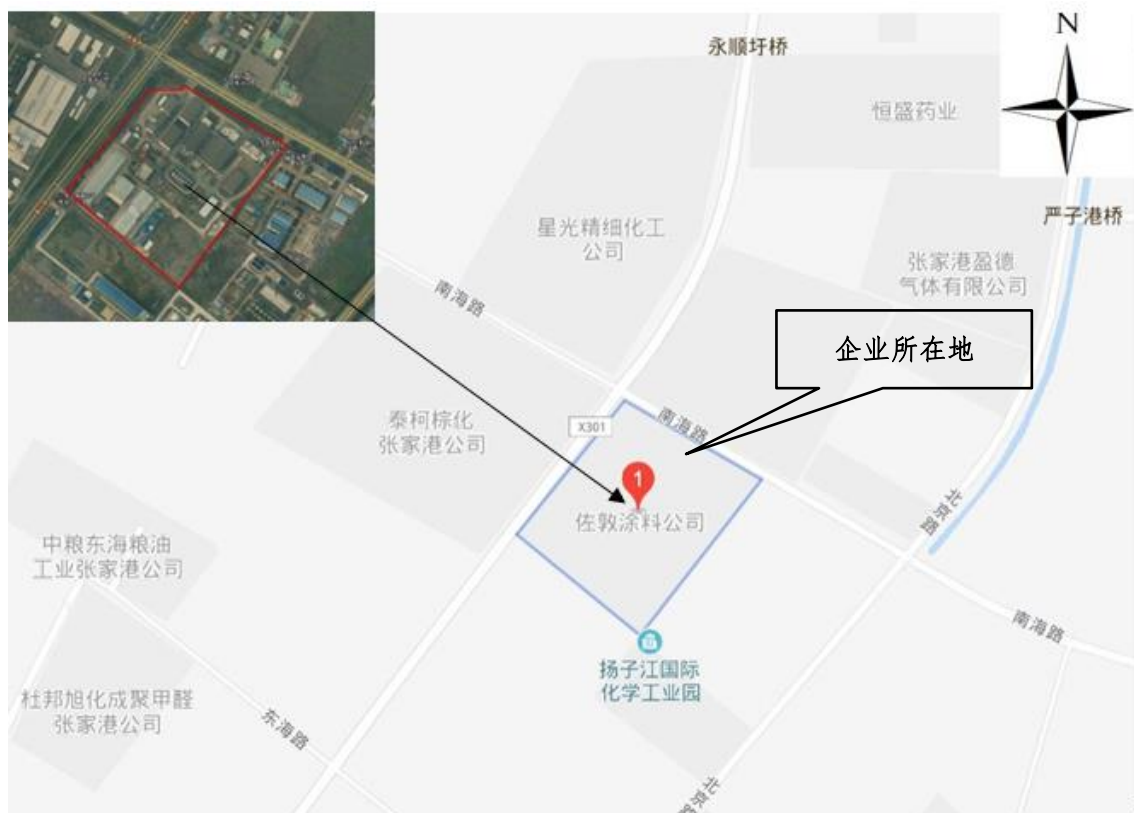 永顺圩桥
N
恒盛药业
严子港桥
星光精细化工
公司
张家港盈德
气体有限公司
南海路
企业所在地
泰柯棕化
张家港公司
X301
南海路
1
佐敦涂料公司
北京路
中粮东海粮油
工业张家港公司
南海路
扬子江国际
化学工业园
杜邦旭化成聚甲醛
张家港公司
东海路
北京路